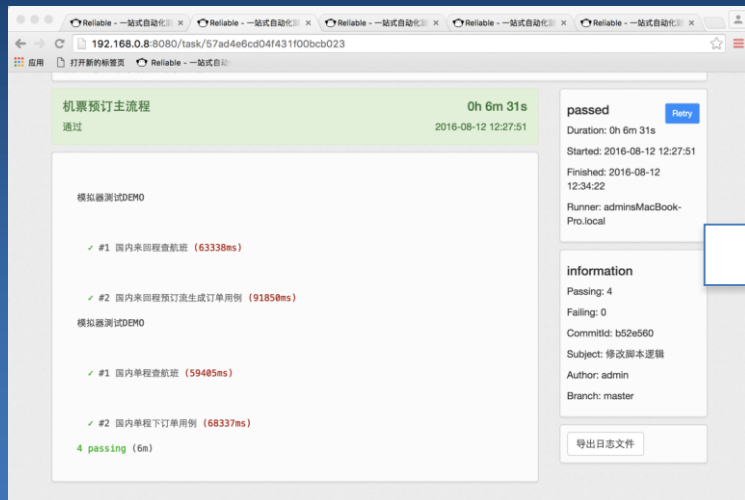 Reliable - 一站式自动化 Reliable - 一站式自动化 Reliable - 一站式自动化 Reliable - 一站式自动化 Reliable - 一站式自动化
192.168.0.8:8080/task/57ad4e6cd04f431f00bcb023
应用 打开新的标签页 Reliable - 一站式自
机票预订主流程 0h 6m 31s
通过 2016-08-12 12:27:51
模拟器测试DEMO
✓ #1 国内来回程查航班 (63338ms)
✓ #2 国内来回程预订流生成订单用例 (91850ms)
模拟器测试DEMO
✓ #1 国内单程查航班 (59405ms)
✓ #2 国内单程下订单用例 (68337ms)
4 passing (6m)
passed Retry
Duration: 0h 6m 31s
Started: 2016-08-12 12:27:51
Finished: 2016-08-12
12:34:22
Runner: adminsMacBook-
Pro.local
information
Passing: 4
Failing: 0
CommitId: b52e560
Subject: 修改脚本逻辑
Author: admin
Branch: master
导出日志文件